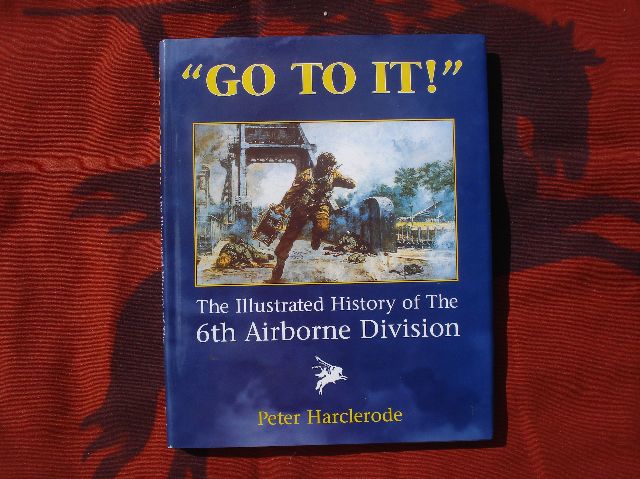 “GO TO IT!”
The Illustrated History of The
6th Airborne Division
Peter Harclerode